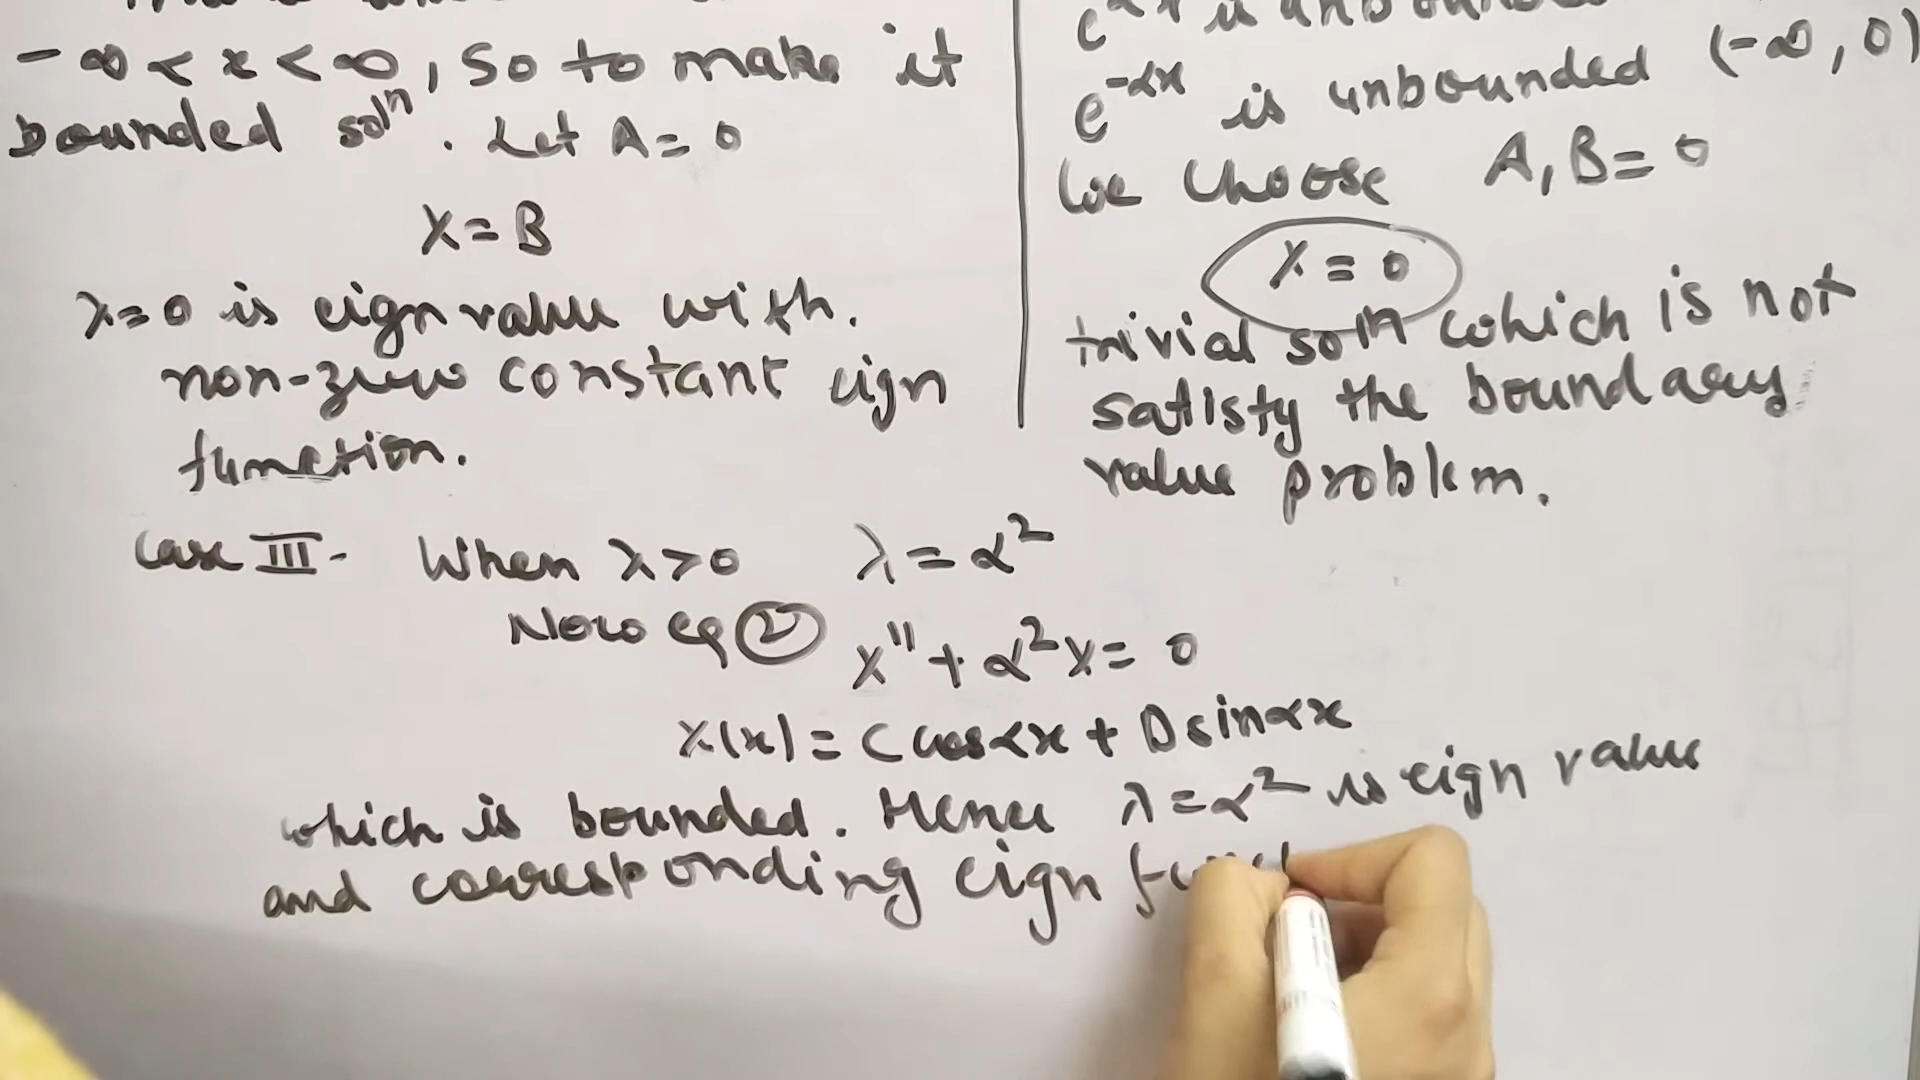 -∞ < x < ∞, so to make it
bounded solⁿ. Let A = 0
X = B
λ=0 is eign value with.
non-zero constant eign
function.
is unbounded
e^{-αx} is unbounded (-∞, 0)
We Choose A, B = 0
X = 0
trivial solⁿ which is not
satisfy the boundary
value problem.
Case III - When λ>0 λ = α²
Now eq ② X'' + α²X = 0
X(x) = C cos αx + D sin αx
which is bounded. Hence λ = α² is eign value
and corresponding eign